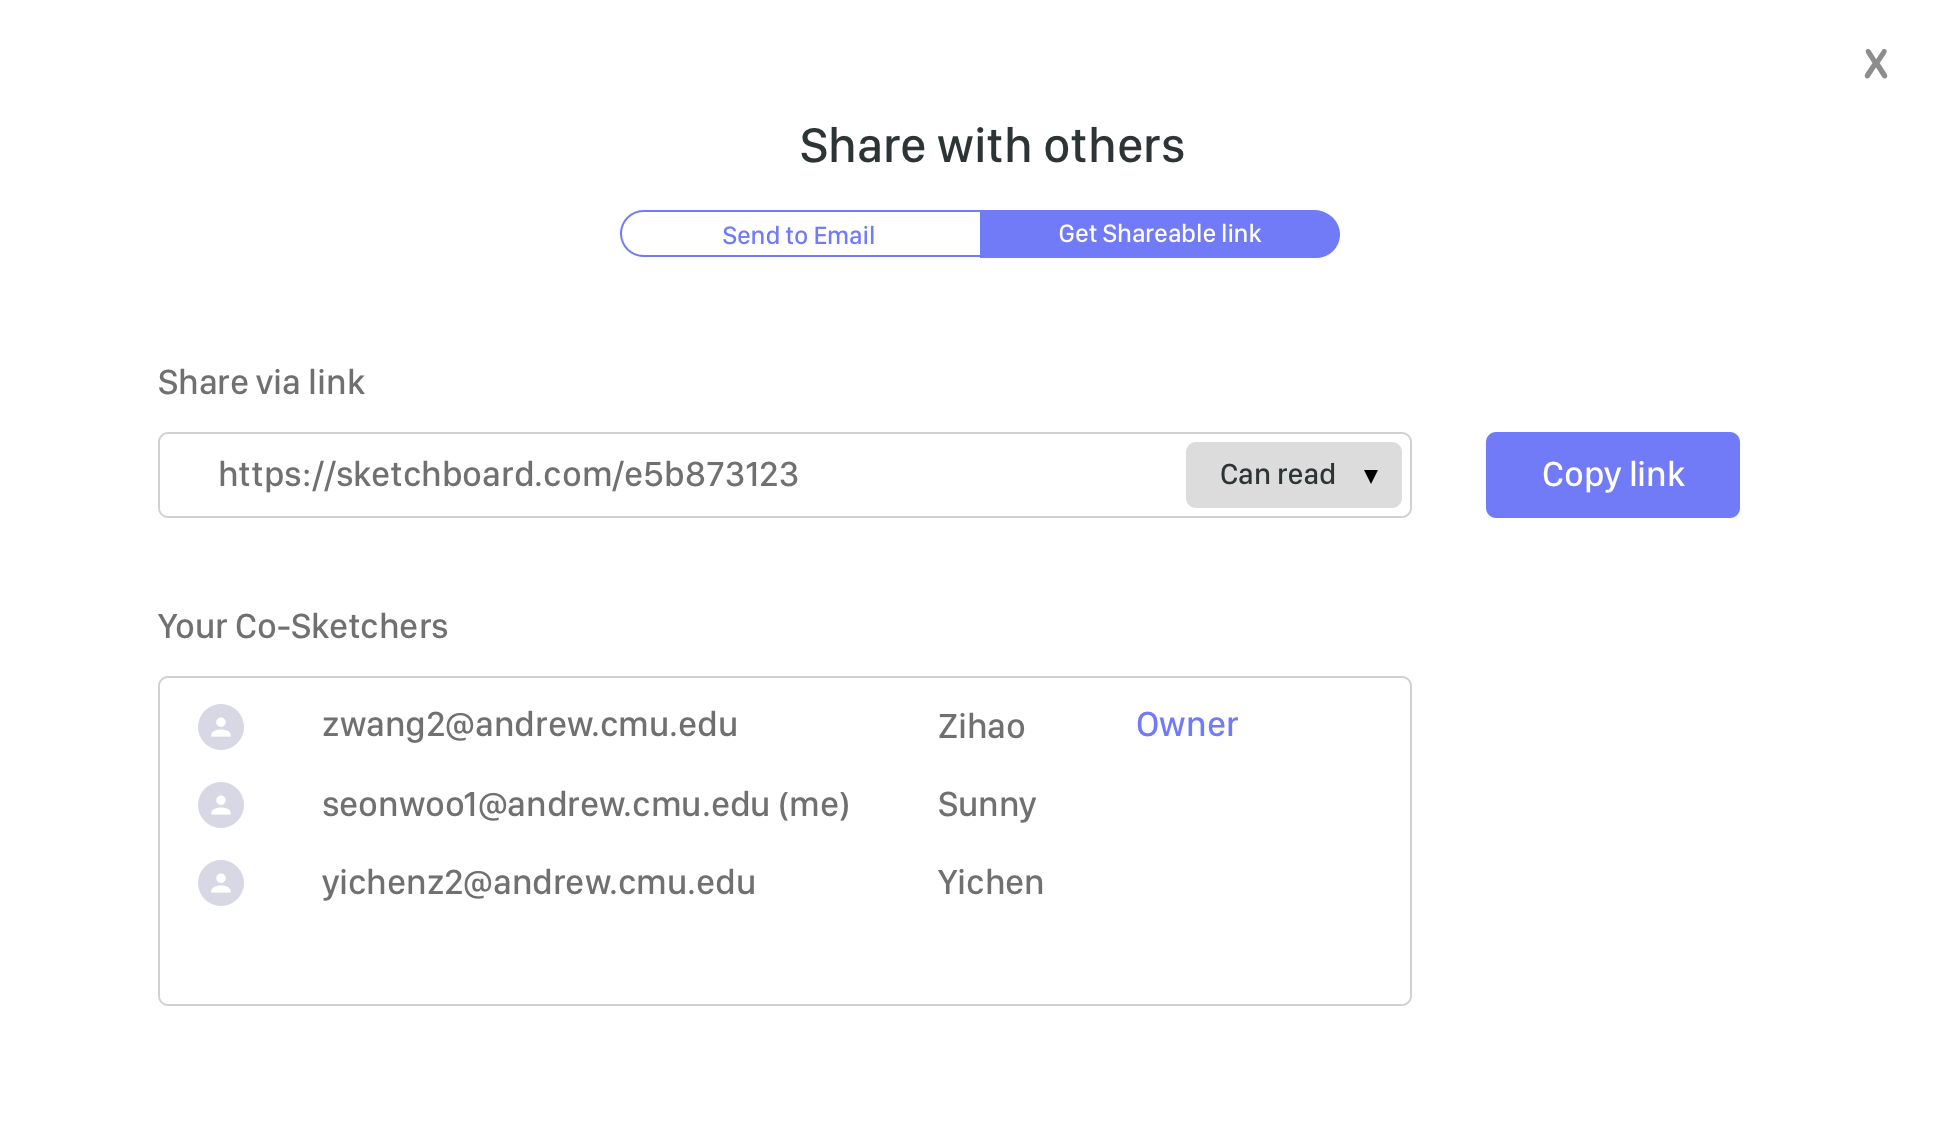 X
Share with others
Send to Email Get Shareable link
Share via link
https://sketchboard.com/e5b873123 Can read ▼ Copy link
Your Co-Sketchers
zwang2@andrew.cmu.edu Zihao Owner
seonwoo1@andrew.cmu.edu (me) Sunny
yichenz2@andrew.cmu.edu Yichen